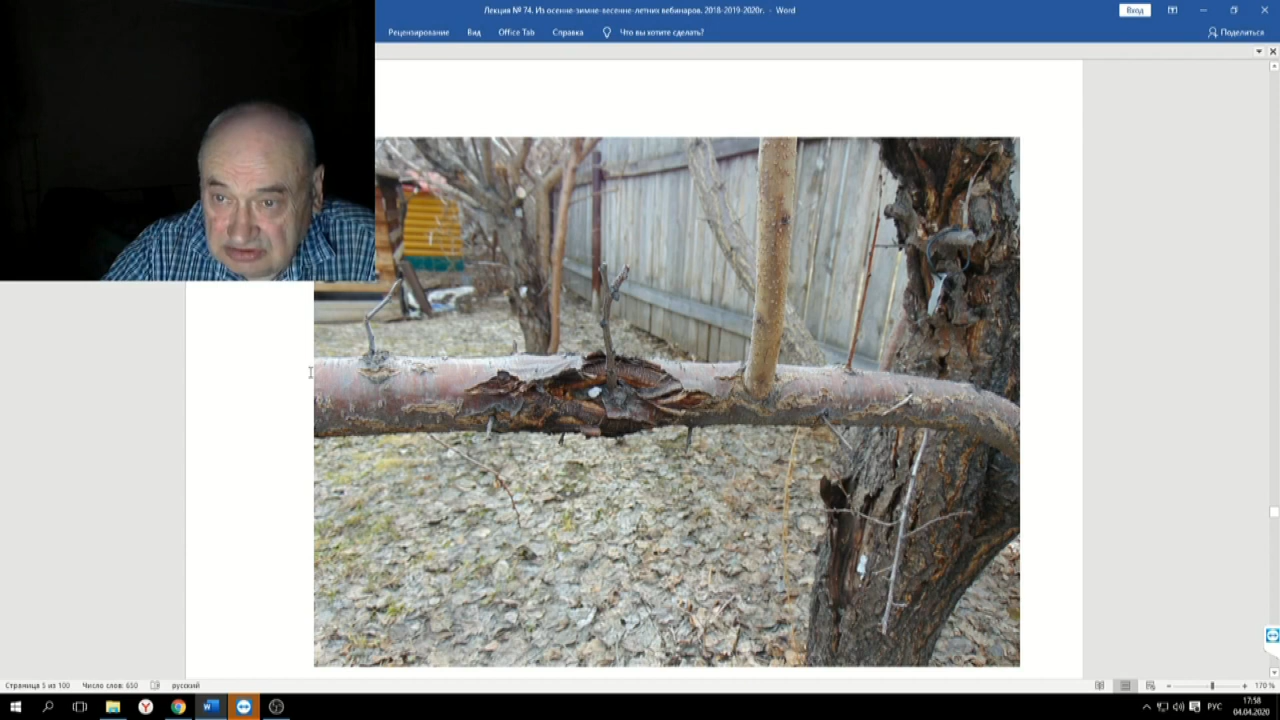 Лекция № 74. Из осенне-зимне-весенне-летних вебинаров. 2018-2019-2020г. - Word
Вход
Рецензирование Вид Office Tab Справка Что вы хотите сделать? Поделиться
Страница 5 из 100 Число слов: 650 русский 170 %
РУС
17:58
04.04.2020